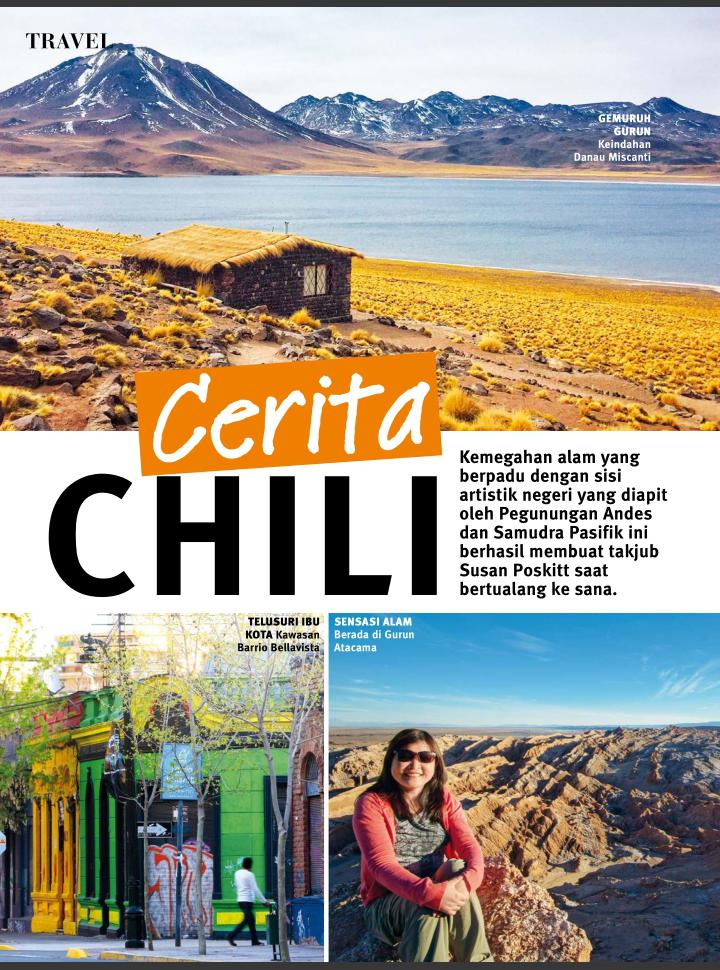 TRAVEL
GEMURUH
GURUN
Keindahan
Danau Miscanti
Cerita
CHILI
Kemegahan alam yang
berpadu dengan sisi
artistik negeri yang diapit
oleh Pegunungan Andes
dan Samudra Pasifik ini
berhasil membuat takjub
Susan Poskitt saat
bertualang ke sana.
TELUSURI IBU
KOTA Kawasan
Barrio Bellavista
SENSASI ALAM
Berada di Gurun
Atacama